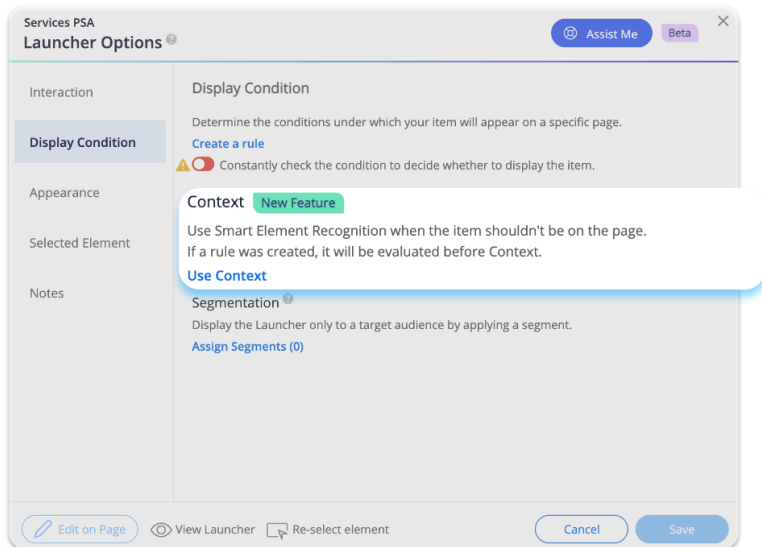 Services PSA
Launcher Options
Assist Me
Beta
Interaction
Display Condition
Appearance
Selected Element
Notes
Display Condition
Determine the conditions under which your item will appear on a specific page.
Create a rule
Constantly check the condition to decide whether to display the item.
Context New Feature
Use Smart Element Recognition when the item shouldn't be on the page.
If a rule was created, it will be evaluated before Context.
Use Context
Segmentation
Display the Launcher only to a target audience by applying a segment.
Assign Segments (0)
Edit on Page
View Launcher
Re-select element
Cancel
Save